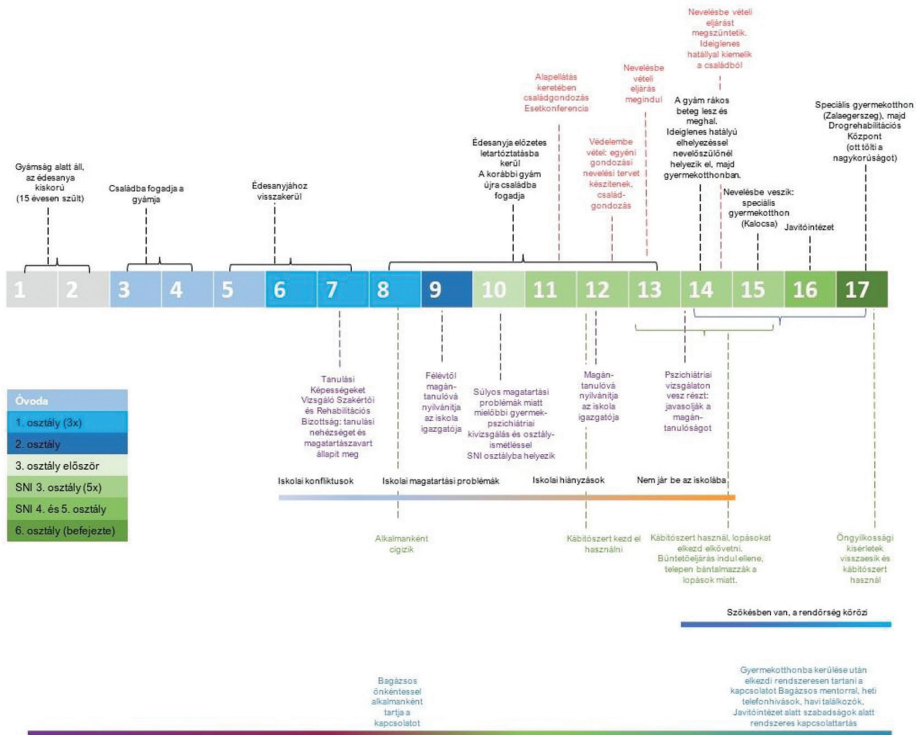 Nevelésbe vételi
eljárást
megszüntetik.
Ideiglenes
hatállyal kiemelik
a családból
Alapellátás
keretében
családgondozás
Esetkonferencia
Nevelésbe
vételi
eljárás
megindul
Védelembe
vétel: egyéni
gondozási
nevelési tervet
készítenek,
család-
gondozás
Gyámság alatt áll,
az édesanya
kiskorú
(15 évesen szült)
Családba fogadja a
gyámja
Édesanyjához
visszakerül
Édesanyja előzetes
letartóztatásba
kerül
A korábbi gyám
újra családba
fogadja
A gyám rákos
beteg lesz és
meghal.
Ideiglenes hatályú
elhelyezéssel
nevelőszülőnél
helyezik el, majd
gyermekotthonban.
Nevelésbe veszik:
speciális
gyermekotthon
(Kalocsa)
Javítóintézet
Speciális gyermekotthon
(Zalaegerszeg), majd
Drogrehabilitációs
Központ
(ott tölti a
nagykorúságot)
1 2 3 4 5 6 7 8 9 10 11 12 13 14 15 16 17
Óvoda
1. osztály (3x)
2. osztály
3. osztály először
SNI 3. osztály (5x)
SNI 4. és 5. osztály
6. osztály (befejezte)
Tanulási
Képességeket
Vizsgáló Szakértői
és Rehabilitációs
Bizottság: tanulási
nehézséget és
magatartászavart
állapít meg
Félévtől
magán-
tanulóvá
nyilvánítja
az iskola
igazgatója
Súlyos magatartási
problémák miatt
mielőbbi gyermek-
pszichiátriai
kivizsgálás és osztály-
ismétléssel
SNI osztályba helyezik
Magán-
tanulóvá
nyilvánítja
az iskola
igazgatója
Pszichiátriai
vizsgálaton
vesz részt:
javasolják a
magán-
tanulóságot
Iskolai konfliktusok
Iskolai magatartási problémák
Iskolai hiányzások
Nem jár be az iskolába
Alkalmanként
cigizik
Kábítószert kezd el
használni
Kábítószert használ, lopásokat
elkezd elkövetni.
Büntetőeljárás indul ellene,
telepen bántalmazzák a
lopások miatt.
Öngyilkossági
kísérletek,
visszaesik és
kábítószert
használ
Szökésben van, a rendőrség körözi
Bagázsos
önkéntessel
alkalmanként
tartja a
kapcsolatot
Gyermekotthonba kerülése után
elkezdi rendszeresen tartani a
kapcsolatot Bagázsos mentorral, heti
telefonhívások, havi találkozók,
Javítóintézet alatt szabadságok alatt
rendszeres kapcsolattartás